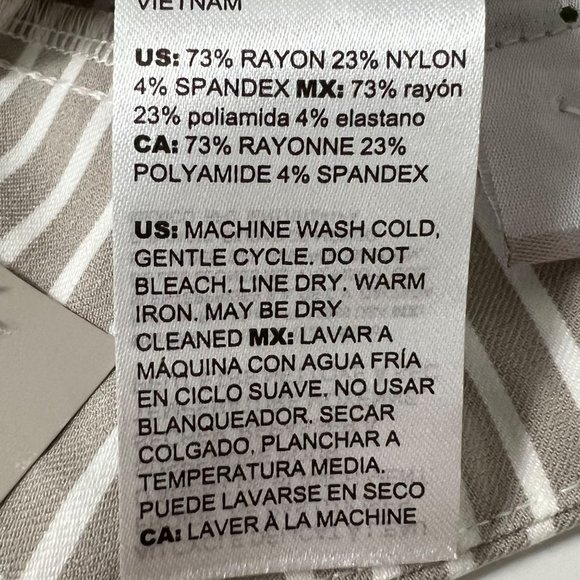 VIETNAM
US: 73% RAYON 23% NYLON
4% SPANDEX MX: 73% rayón
23% poliamida 4% elastano
CA: 73% RAYONNE 23%
POLYAMIDE 4% SPANDEX
US: MACHINE WASH COLD,
GENTLE CYCLE. DO NOT
BLEACH. LINE DRY. WARM
IRON. MAY BE DRY
CLEANED MX: LAVAR A
MÁQUINA CON AGUA FRÍA
EN CICLO SUAVE, NO USAR
BLANQUEADOR. SECAR
COLGADO, PLANCHAR A
TEMPERATURA MEDIA.
PUEDE LAVARSE EN SECO
CA: LAVER À LA MACHINE